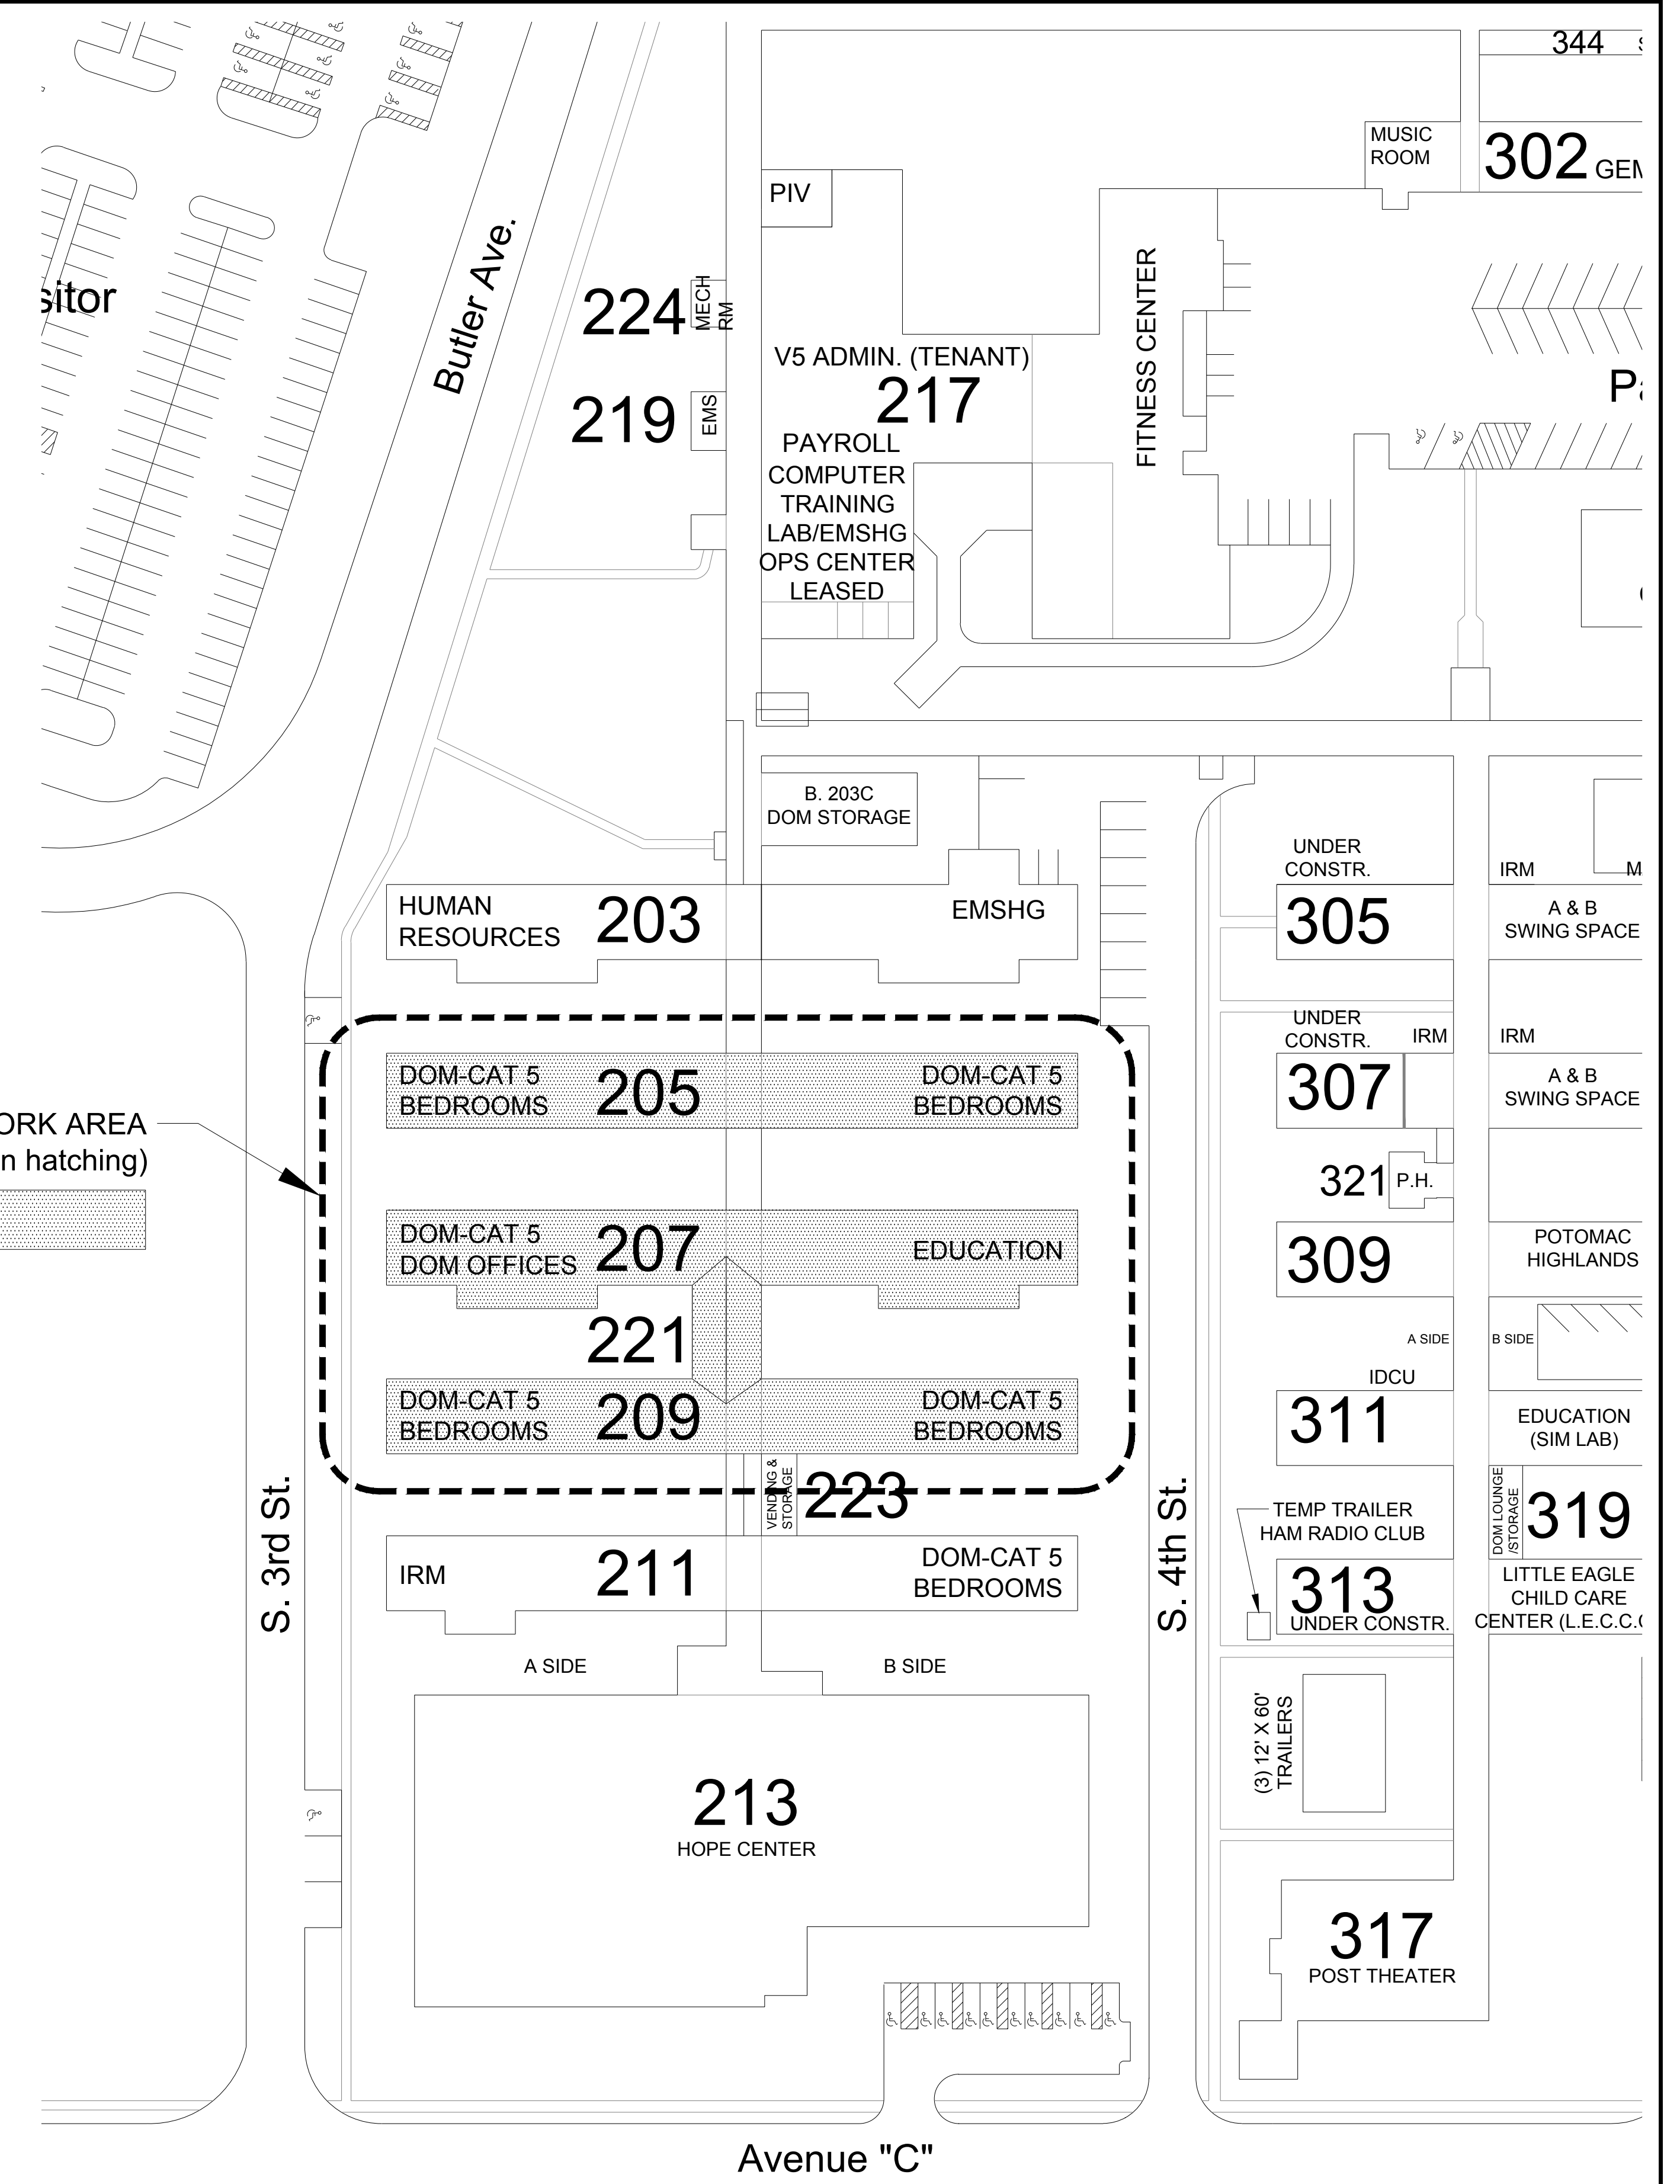 344
MUSIC
ROOM
302
PIV
Butler Ave.
224
MECH
RM
FITNESS CENTER
V5 ADMIN. (TENANT)
217
219
EMS
PAYROLL
COMPUTER
TRAINING
LAB/EMSHG
OPS CENTER
LEASED
B. 203C
DOM STORAGE
UNDER
CONSTR.
IRM
HUMAN
RESOURCES
203
EMSHG
305
A & B
SWING SPACE
UNDER
CONSTR.
IRM
IRM
DOM-CAT 5
BEDROOMS
205
DOM-CAT 5
BEDROOMS
307
A & B
SWING SPACE
AREA
hatching)
321
P.H.
DOM-CAT 5
DOM OFFICES
207
EDUCATION
309
POTOMAC
HIGHLANDS
221
A SIDE
B SIDE
IDCU
DOM-CAT 5
BEDROOMS
209
DOM-CAT 5
BEDROOMS
311
EDUCATION
(SIM LAB)
VENDING &
STORAGE
223
S. 3rd St.
S. 4th St.
TEMP TRAILER
HAM RADIO CLUB
DOM LOUNGE
/STORAGE
319
IRM
211
DOM-CAT 5
BEDROOMS
313
UNDER CONSTR.
LITTLE EAGLE
CHILD CARE
CENTER
A SIDE
B SIDE
(3) 12' X 60'
TRAILERS
213
HOPE CENTER
317
POST THEATER
Avenue "C"